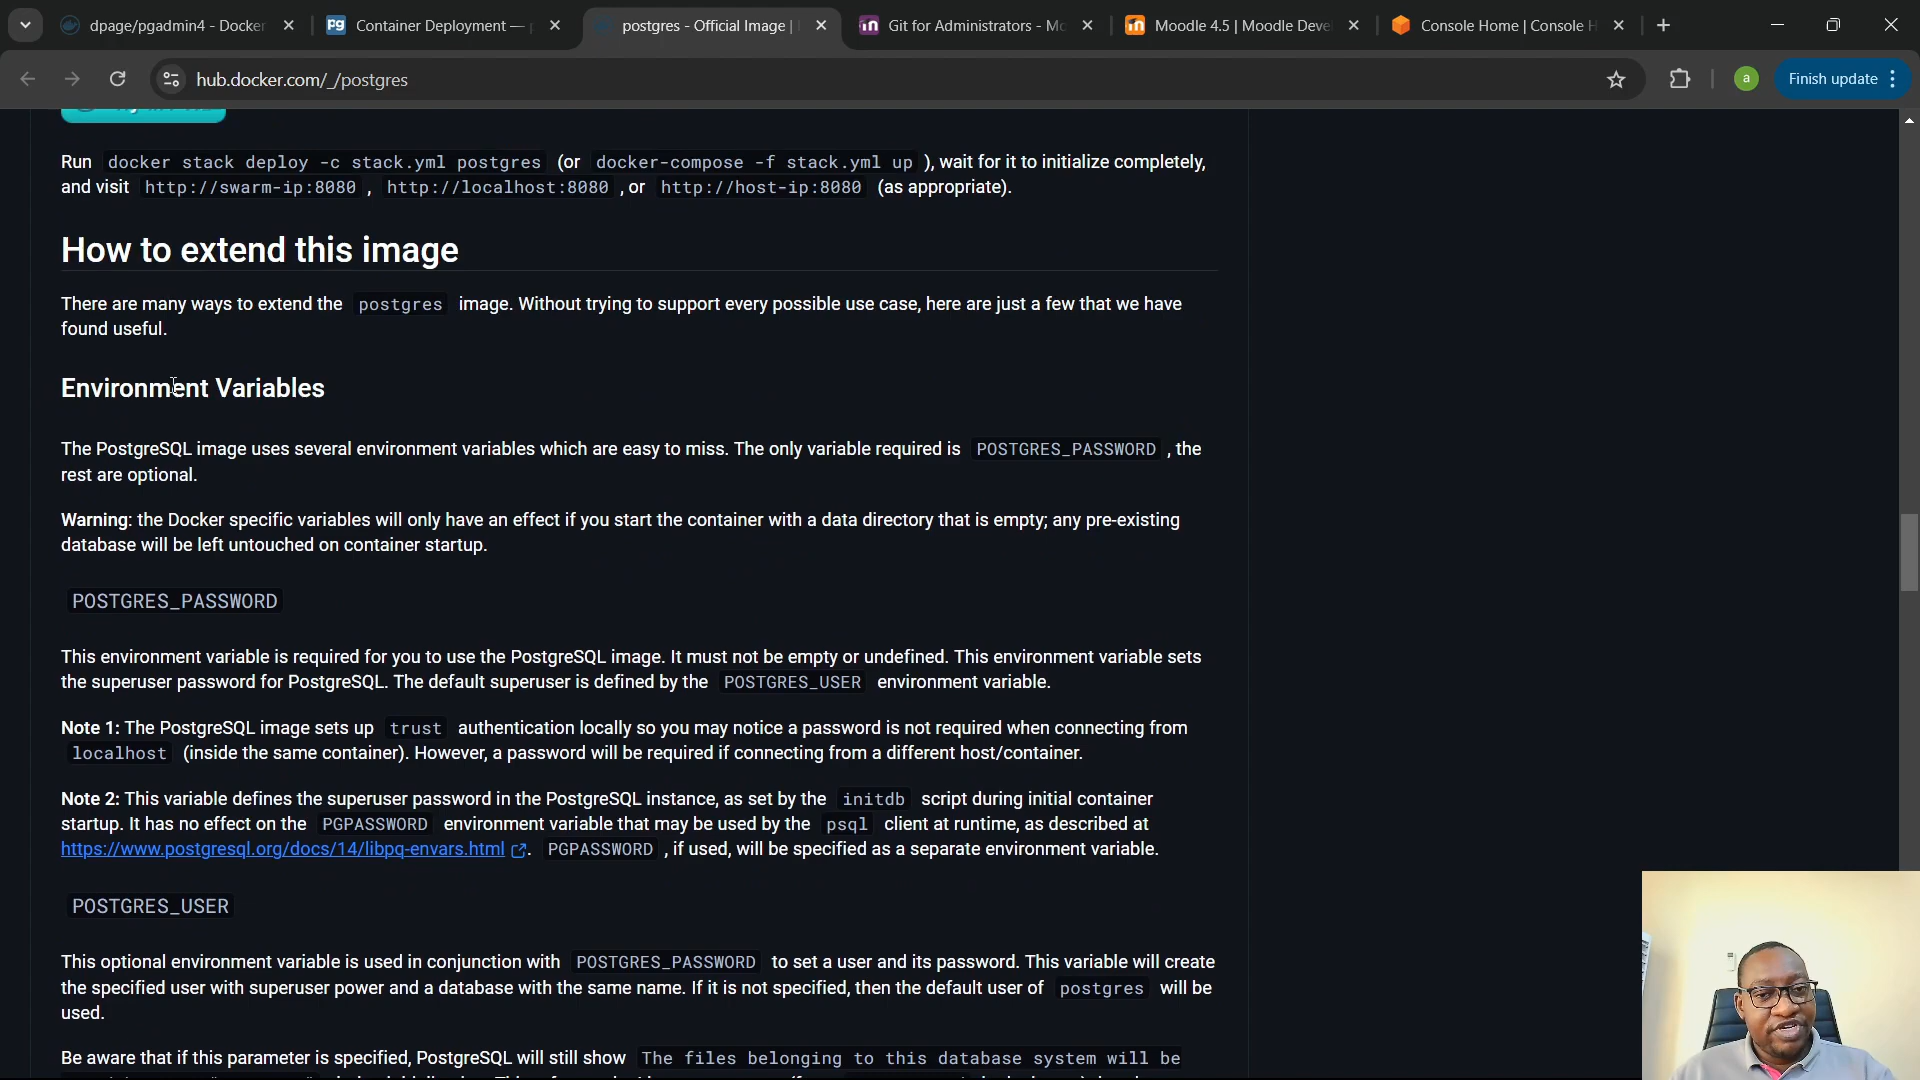 dpage/pgadmin4 - Docker
Container Deployment —
postgres - Official Image |
Git for Administrators - Mo
Moodle 4.5 | Moodle Deve
Console Home | Console H
hub.docker.com/_/postgres
a
Finish update
Run docker stack deploy -c stack.yml postgres (or docker-compose -f stack.yml up ), wait for it to initialize completely,
and visit http://swarm-ip:8080 , http://localhost:8080 , or http://host-ip:8080 (as appropriate).
How to extend this image
There are many ways to extend the postgres image. Without trying to support every possible use case, here are just a few that we have
found useful.
Environment Variables
The PostgreSQL image uses several environment variables which are easy to miss. The only variable required is POSTGRES_PASSWORD , the
rest are optional.
Warning: the Docker specific variables will only have an effect if you start the container with a data directory that is empty; any pre-existing
database will be left untouched on container startup.
POSTGRES_PASSWORD
This environment variable is required for you to use the PostgreSQL image. It must not be empty or undefined. This environment variable sets
the superuser password for PostgreSQL. The default superuser is defined by the POSTGRES_USER environment variable.
Note 1: The PostgreSQL image sets up trust authentication locally so you may notice a password is not required when connecting from
localhost (inside the same container). However, a password will be required if connecting from a different host/container.
Note 2: This variable defines the superuser password in the PostgreSQL instance, as set by the initdb script during initial container
startup. It has no effect on the PGPASSWORD environment variable that may be used by the psql client at runtime, as described at
https://www.postgresql.org/docs/14/libpq-envars.html . PGPASSWORD , if used, will be specified as a separate environment variable.
POSTGRES_USER
This optional environment variable is used in conjunction with POSTGRES_PASSWORD to set a user and its password. This variable will create
the specified user with superuser power and a database with the same name. If it is not specified, then the default user of postgres will be
used.
Be aware that if this parameter is specified, PostgreSQL will still show The files belonging to this database system will be